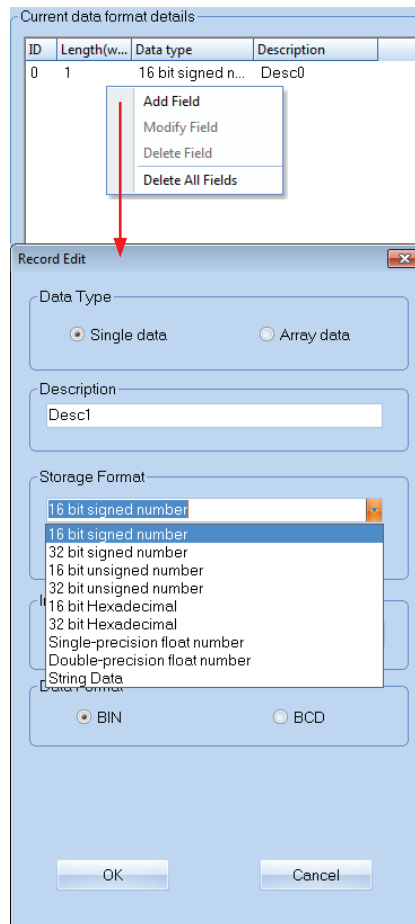 Current data format details
ID Length(w... Data type Description
0 1 16 bit signed n... Desc0
Add Field
Modify Field
Delete Field
Delete All Fields
Record Edit
Data Type
Single data Array data
Description
Desc1
Storage Format
16 bit signed number
16 bit signed number
32 bit signed number
16 bit unsigned number
32 bit unsigned number
16 bit Hexadecimal
32 bit Hexadecimal
Single-precision float number
Double-precision float number
String Data
BIN BCD
OK Cancel